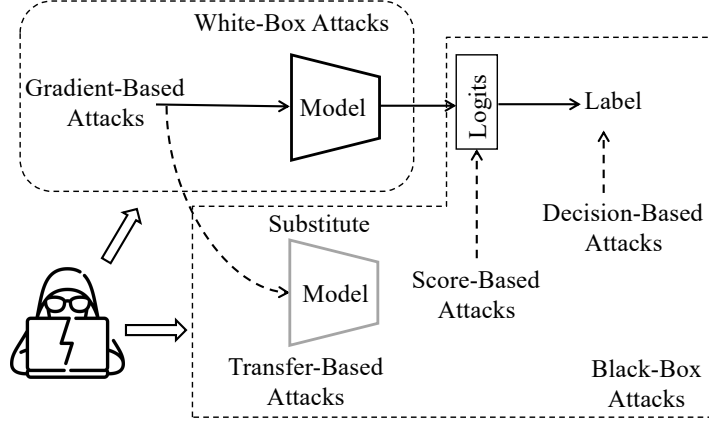 White-Box Attacks
Gradient-Based
Attacks
Model
Logits
Label
Substitute
Model
Transfer-Based
Attacks
Score-Based
Attacks
Decision-Based
Attacks
Black-Box
Attacks